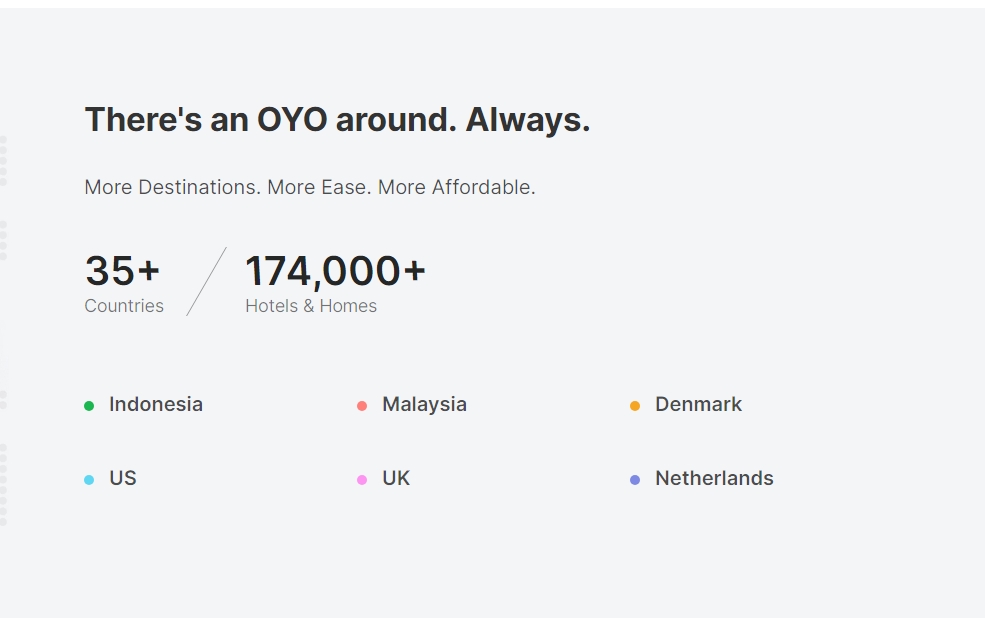 There's an OYO around. Always.
More Destinations. More Ease. More Affordable.
35+
Countries
174,000+
Hotels & Homes
Indonesia
Malaysia
Denmark
US
UK
Netherlands